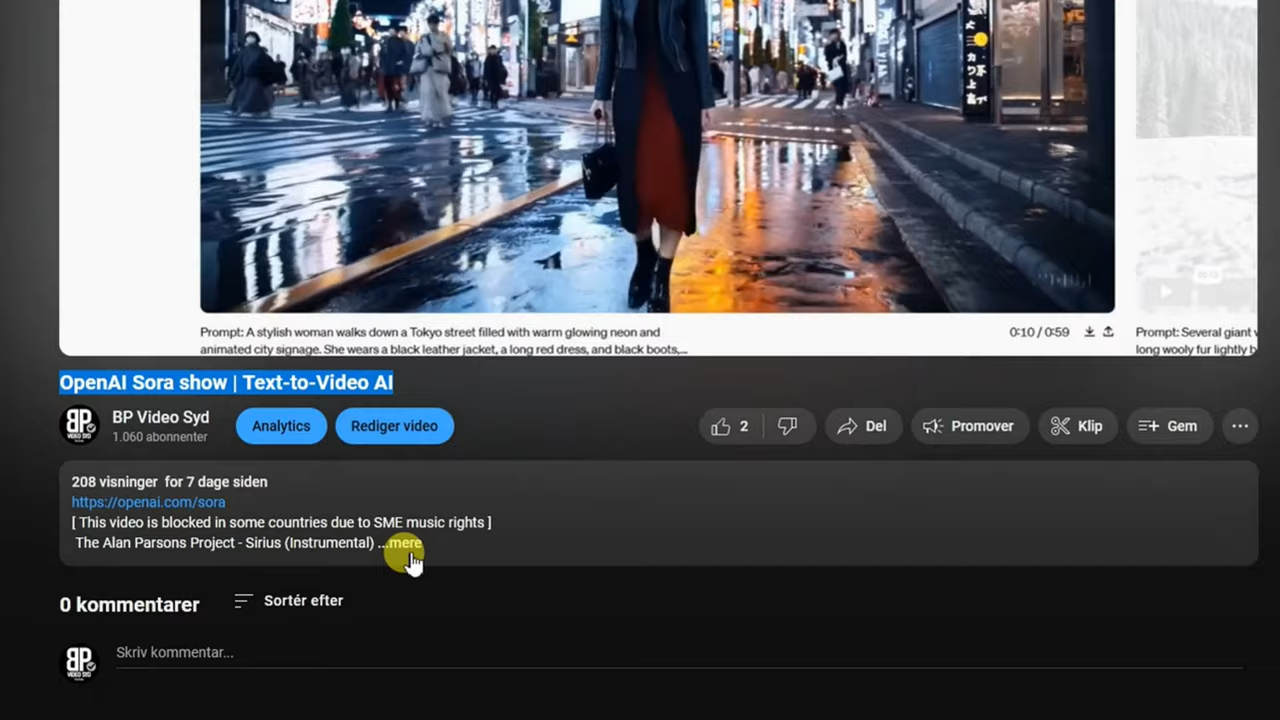 Prompt: A stylish woman walks down a Tokyo street filled with warm glowing neon and
animated city signage. She wears a black leather jacket, a long red dress, and black boots,...
0:10 / 0:59
Prompt: Several giant
long wooly fur lightly b
OpenAI Sora show | Text-to-Video AI
BP Video Syd
1.060 abonnenter
Analytics
Rediger video
2
Del
Promover
Klip
Gem
208 visninger for 7 dage siden
https://openai.com/sora
[ This video is blocked in some countries due to SME music rights ]
The Alan Parsons Project - Sirius (Instrumental) ...mere
0 kommentarer
Sortér efter
BP
Skriv kommentar...